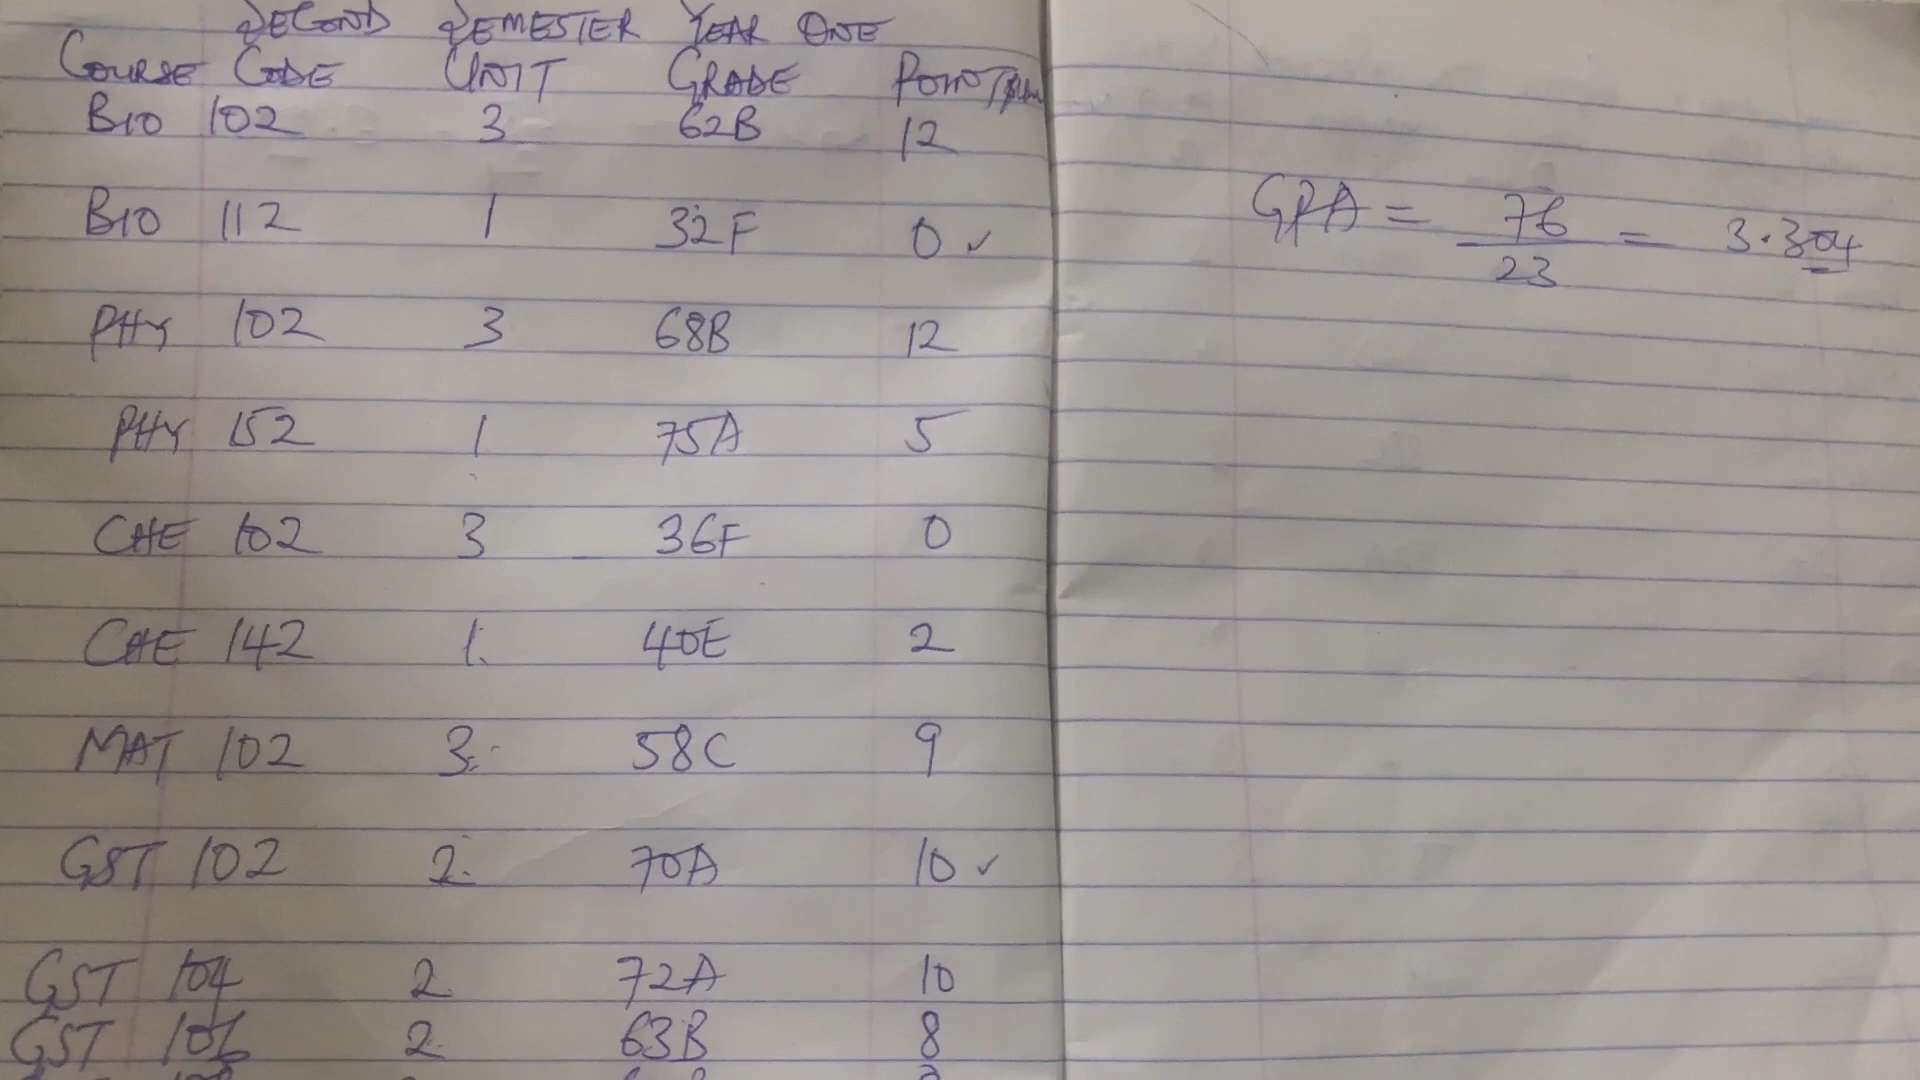 SECOND SEMESTER YEAR ONE
COURSE CODE UNIT GRADE POINT
BIO 102 3 62B 12
BIO 112 1 32F 0 ✓
PHY 102 3 68B 12
PHY 152 1 75A 5
CHE 102 3 36F 0
CHE 142 1 40E 2
MAT 102 3 58C 9
GST 102 2 70A 10 ✓
GST 104 2 72A 10
GST 106 2 63B 8
GPA = 76/23 = 3.304